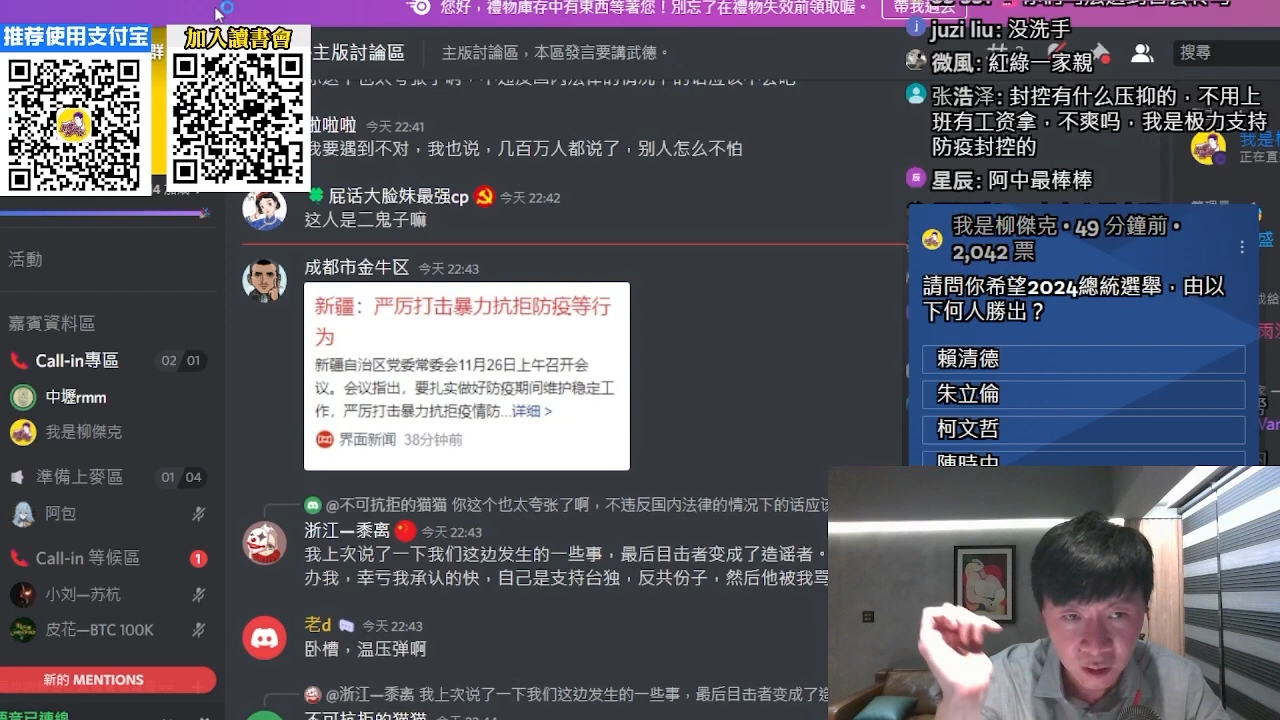 您好，禮物庫存中有東西等著您！別忘了在禮物失效前領取喔。
推荐使用支付宝
加入讀書會
群
主版討論區
主版討論區，本區發言要講武德。
搜尋
juzi liu: 没洗手
微風: 紅綠一家親
张浩泽: 封控有什么压抑的，不用上
班有工资拿，不爽吗，我是极力支持
防疫封控的
星辰: 阿中最棒棒
啦啦啦 今天 22:41
我要遇到不对，我也说，几百万人都说了，别人怎么不怕
屁话大脸妹最强cp 今天 22:42
这人是二鬼子嘛
活動
嘉賓資料區
Call-in專區 02 01
中壢rmm
我是柳傑克
準備上麥區 01 04
阿包
Call-in 等候區 1
小刘—苏杭
皮花—BTC 100K
新的 MENTIONS
成都市金牛区 今天 22:43
新疆：严厉打击暴力抗拒防疫等行
为
新疆自治区党委常委会11月26日上午召开会
议。会议指出，要扎实做好防疫期间维护稳定工
作，严厉打击暴力抗拒疫情防...详细 >
界面新闻 38分钟前
@不可抗拒的猫猫 你这个也太夸张了啊，不违反国内法律的情况下的话应该
浙江—黍离 今天 22:43
我上次说了一下我们这边发生的一些事，最后目击者变成了造谣者。
办我，幸亏我承认的快，自己是支持台独，反共份子，然后他被我骂
老d 今天 22:43
卧槽，温压弹啊
@浙江—黍离 我上次说了一下我们这边发生的一些事，最后目击者变成了造
我是柳傑克 • 49 分鐘前 •
2,042 票
請問你希望2024總統選舉，由以
下何人勝出？
賴清德
朱立倫
柯文哲
陳時中